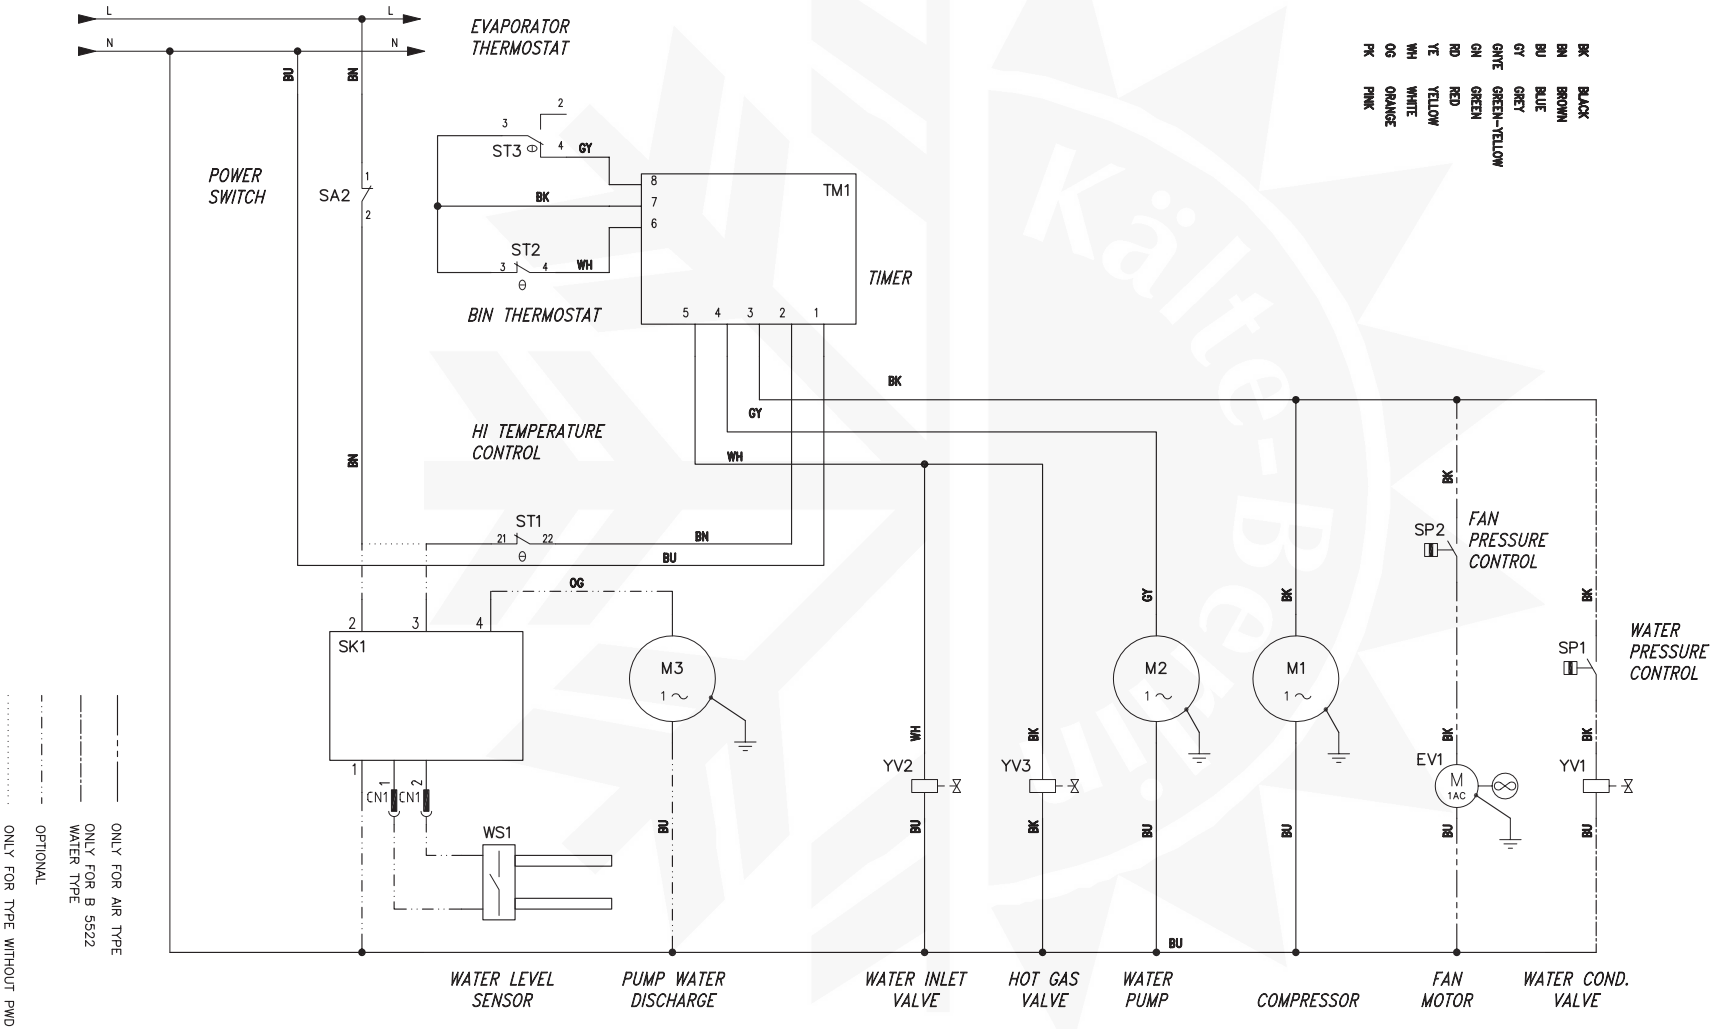 L
L
N
N
EVAPORATOR
THERMOSTAT
BU
BN
BK BLACK
BN BROWN
BU BLUE
GY GREY
GNYE GREEN-YELLOW
GN GREEN
RD RED
YE YELLOW
WH WHITE
OG ORANGE
PK PINK
2
3
ST3
4
GY
POWER
SWITCH
SA2
1
2
BK
8
7
6
TM1
ST2
3
4
WH
BIN THERMOSTAT
TIMER
5
4
3
2
1
BK
GY
WH
HI TEMPERATURE
CONTROL
BN
ST1
21
22
BN
BU
OG
BK
SP2
FAN
PRESSURE
CONTROL
GY
BK
BK
2
3
4
SK1
M3
1
M2
1
M1
1
SP1
WATER
PRESSURE
CONTROL
WH
BK
BK
BK
1
1
2
CN1
CN1
YV2
YV3
EV1
M
1AC
YV1
WS1
BU
BU
BK
BU
BU
BU
BU
BU
WATER LEVEL
SENSOR
PUMP WATER
DISCHARGE
WATER INLET
VALVE
HOT GAS
VALVE
WATER
PUMP
COMPRESSOR
FAN
MOTOR
WATER COND.
VALVE
ONLY FOR AIR TYPE
ONLY FOR B 5522
WATER TYPE
OPTIONAL
ONLY FOR TYPE WITHOUT PWD
Kälte-Berlin